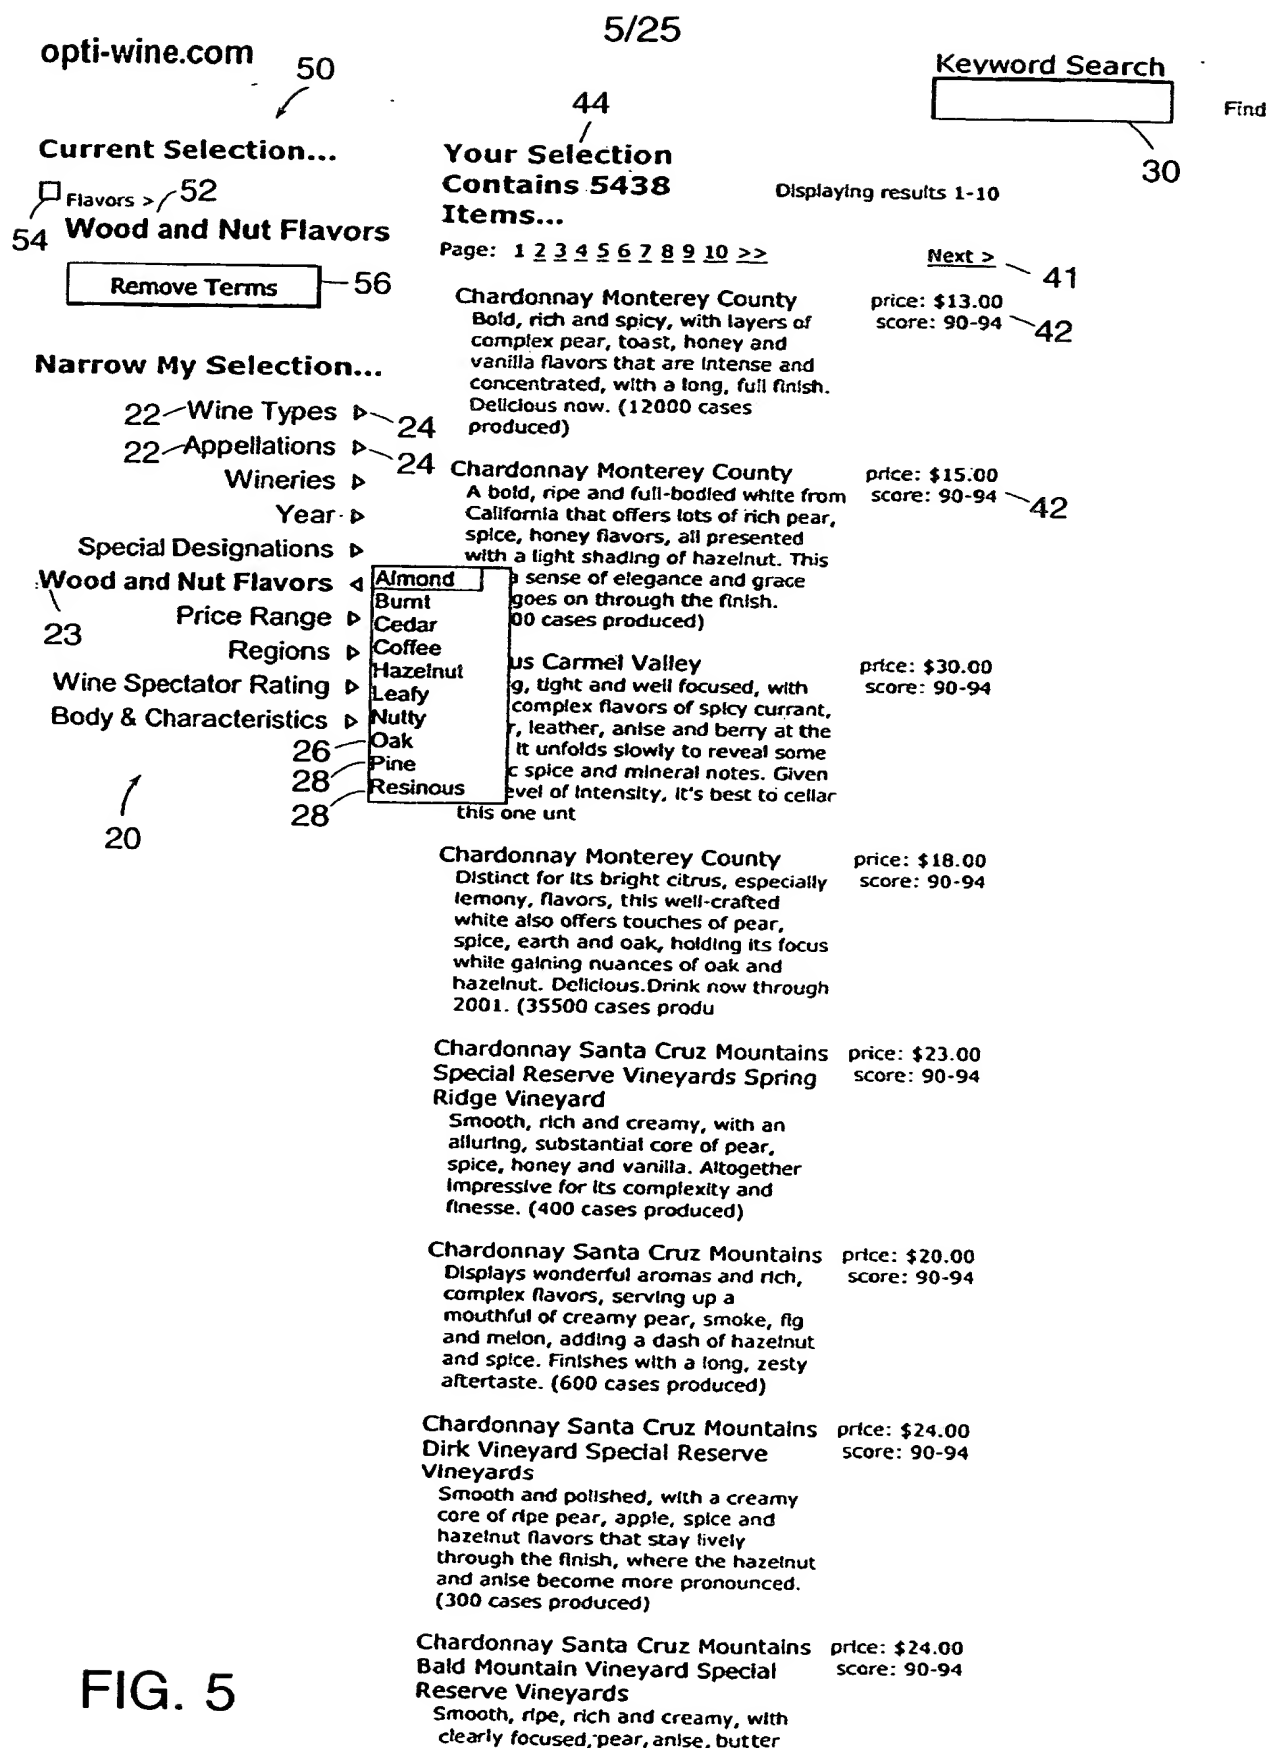 5/25
opti-wine.com
50
Keyword Search
Find
30
44
Current Selection...
Flavors >
52
54
Wood and Nut Flavors
Remove Terms
56
Narrow My Selection...
22 Wine Types 24
22 Appellations 24
Wineries
Year
Special Designations
Wood and Nut Flavors
23
Price Range
Regions
Wine Spectator Rating
Body & Characteristics
20
Almond
Burnt
Cedar
Coffee
Hazelnut
Leafy
Nutty
26 Oak
28 Pine
28 Resinous
Your Selection
Contains 5438
Items...
Displaying results 1-10
Page: 1 2 3 4 5 6 7 8 9 10 >>
Next >
41
Chardonnay Monterey County price: $13.00
Bold, rich and spicy, with layers of score: 90-94 42
complex pear, toast, honey and
vanilla flavors that are intense and
concentrated, with a long, full finish.
Delicious now. (12000 cases
produced)
Chardonnay Monterey County price: $15.00
A bold, ripe and full-bodied white from score: 90-94 42
California that offers lots of rich pear,
spice, honey flavors, all presented
with a light shading of hazelnut. This
a sense of elegance and grace
goes on through the finish.
00 cases produced)
us Carmel Valley price: $30.00
g, tight and well focused, with score: 90-94
complex flavors of spicy currant,
r, leather, anise and berry at the
It unfolds slowly to reveal some
c spice and mineral notes. Given
evel of intensity, it's best to cellar
this one unt
Chardonnay Monterey County price: $18.00
Distinct for its bright citrus, especially score: 90-94
lemony, flavors, this well-crafted
white also offers touches of pear,
spice, earth and oak, holding its focus
while gaining nuances of oak and
hazelnut. Delicious.Drink now through
2001. (35500 cases produ
Chardonnay Santa Cruz Mountains price: $23.00
Special Reserve Vineyards Spring score: 90-94
Ridge Vineyard
Smooth, rich and creamy, with an
alluring, substantial core of pear,
spice, honey and vanilla. Altogether
impressive for its complexity and
finesse. (400 cases produced)
Chardonnay Santa Cruz Mountains price: $20.00
Displays wonderful aromas and rich, score: 90-94
complex flavors, serving up a
mouthful of creamy pear, smoke, fig
and melon, adding a dash of hazelnut
and spice. Finishes with a long, zesty
aftertaste. (600 cases produced)
Chardonnay Santa Cruz Mountains price: $24.00
Dirk Vineyard Special Reserve score: 90-94
Vineyards
Smooth and polished, with a creamy
core of ripe pear, apple, spice and
hazelnut flavors that stay lively
through the finish, where the hazelnut
and anise become more pronounced.
(300 cases produced)
Chardonnay Santa Cruz Mountains price: $24.00
Bald Mountain Vineyard Special score: 90-94
Reserve Vineyards
Smooth, ripe, rich and creamy, with
clearly focused, pear, anise, butter
FIG. 5